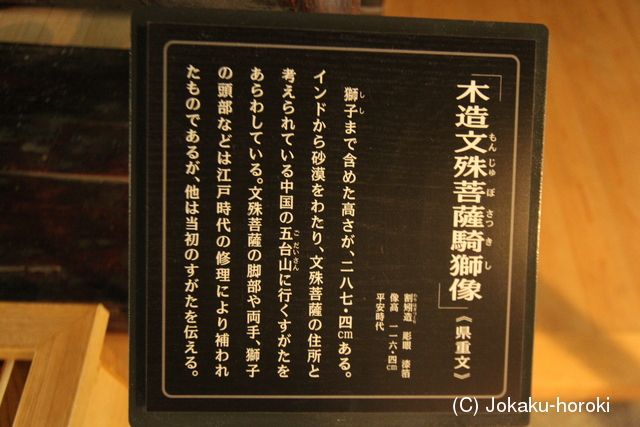 「木造文殊菩薩騎獅像」《県重文》
もんじゅぼさつきし
彫眼 漆箔
像高 一一六・四cm
平安時代
獅子まで含めた高さが、二八七・四cmある。
しし
インドから砂漠をわたり、文殊菩薩の住所と
考えられている中国の五台山に行くすがたを
ごだいさん
あらわしている。文殊菩薩の脚部や両手、獅子
の頭部などは江戸時代の修理により補われ
たものであるが、他は当初のすがたを伝える。
(C) Jokaku-horoki